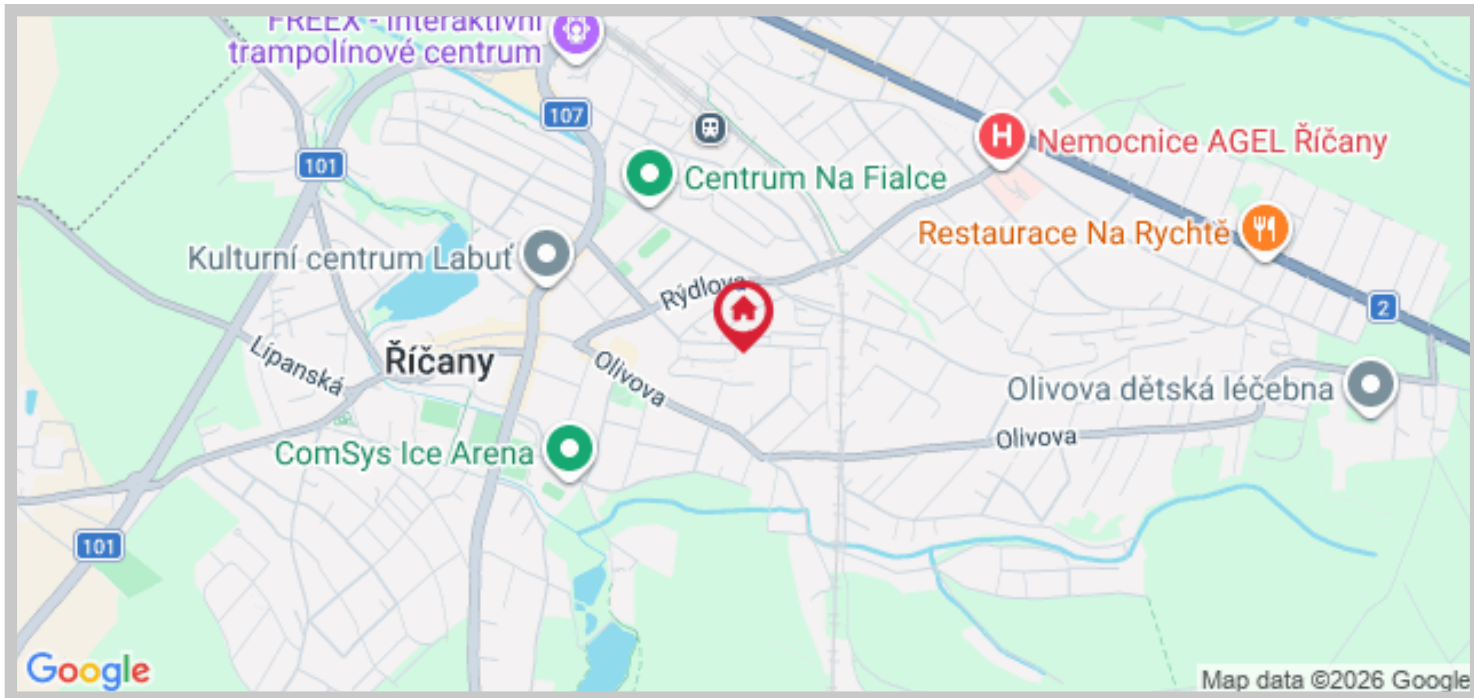 FREEX - Interaktivní
trampolínové centrum
107
101
Nemocnice AGEL Říčany
Centrum Na Fialce
Restaurace Na Rychtě
Kulturní centrum Labuť
Rýdlova
2
Lipanská
Říčany
Olivova
Olivova dětská léčebna
Olivova
ComSys Ice Arena
101
Google
Map data ©2026 Google